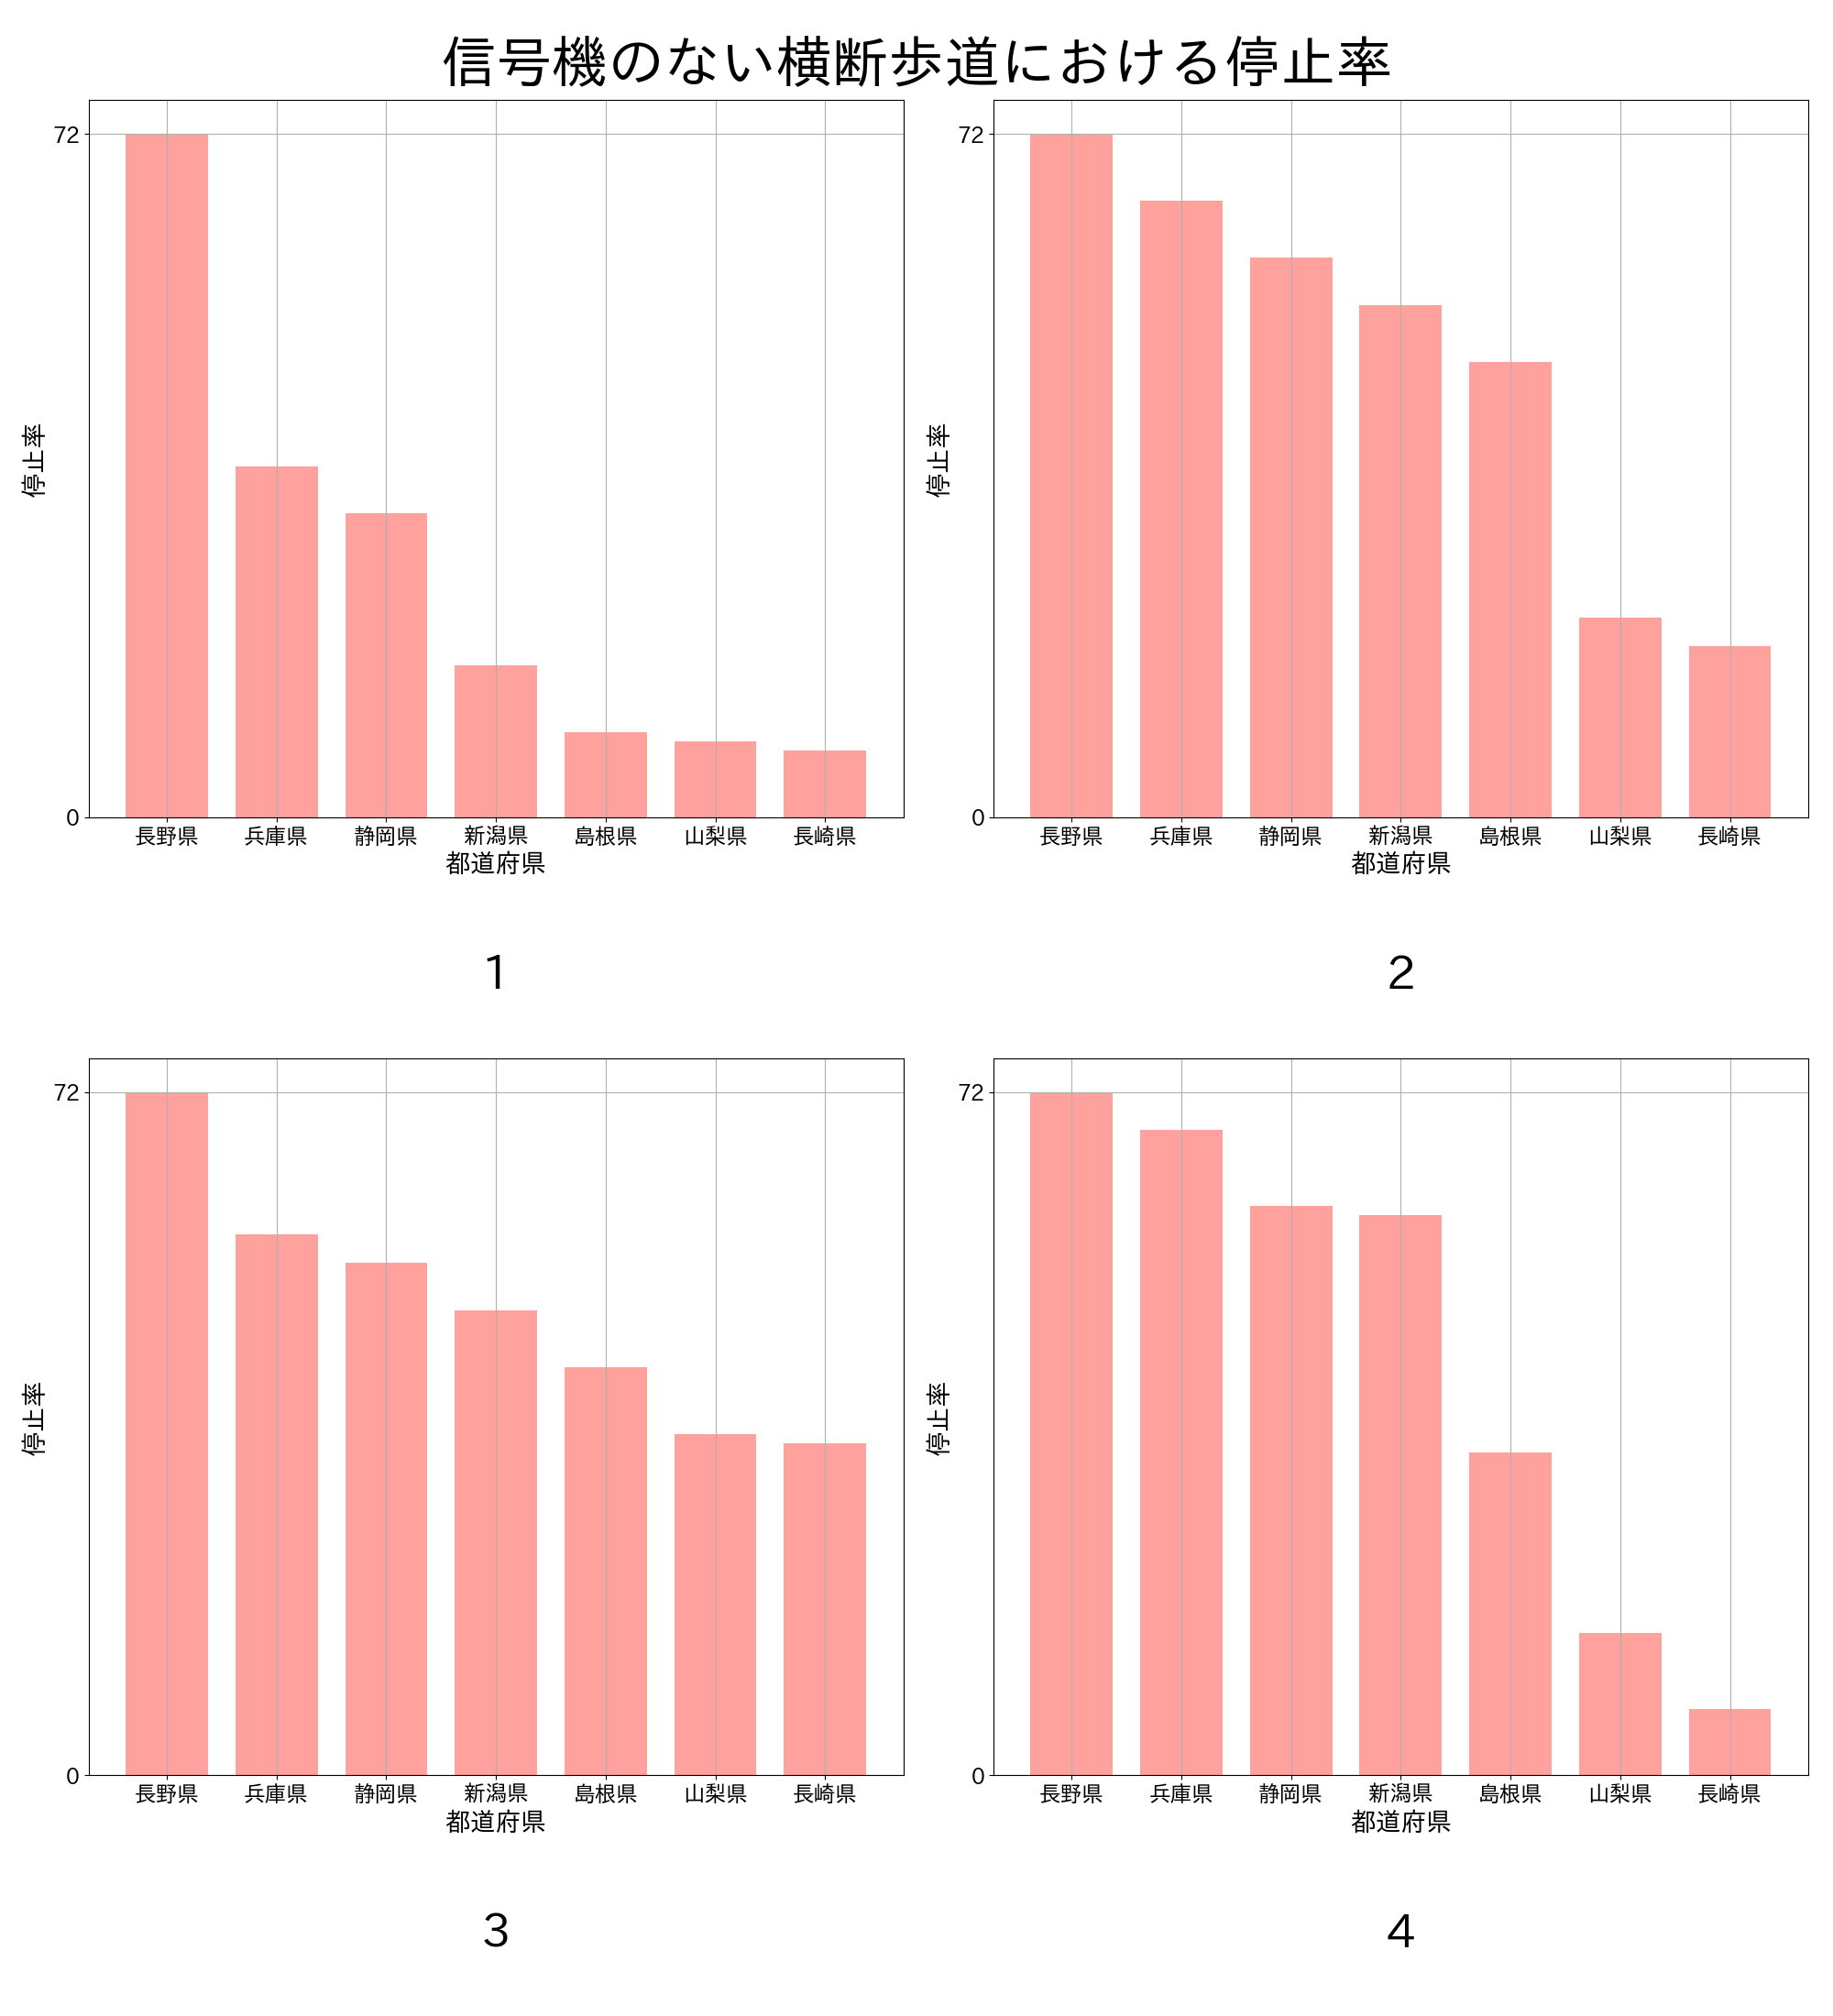 信号機のない横断歩道における停止率
72
停止率
0
長野県 兵庫県 静岡県 新潟県 島根県 山梨県 長崎県
都道府県
1
72
停止率
0
長野県 兵庫県 静岡県 新潟県 島根県 山梨県 長崎県
都道府県
2
72
停止率
0
長野県 兵庫県 静岡県 新潟県 島根県 山梨県 長崎県
都道府県
3
72
停止率
0
長野県 兵庫県 静岡県 新潟県 島根県 山梨県 長崎県
都道府県
4